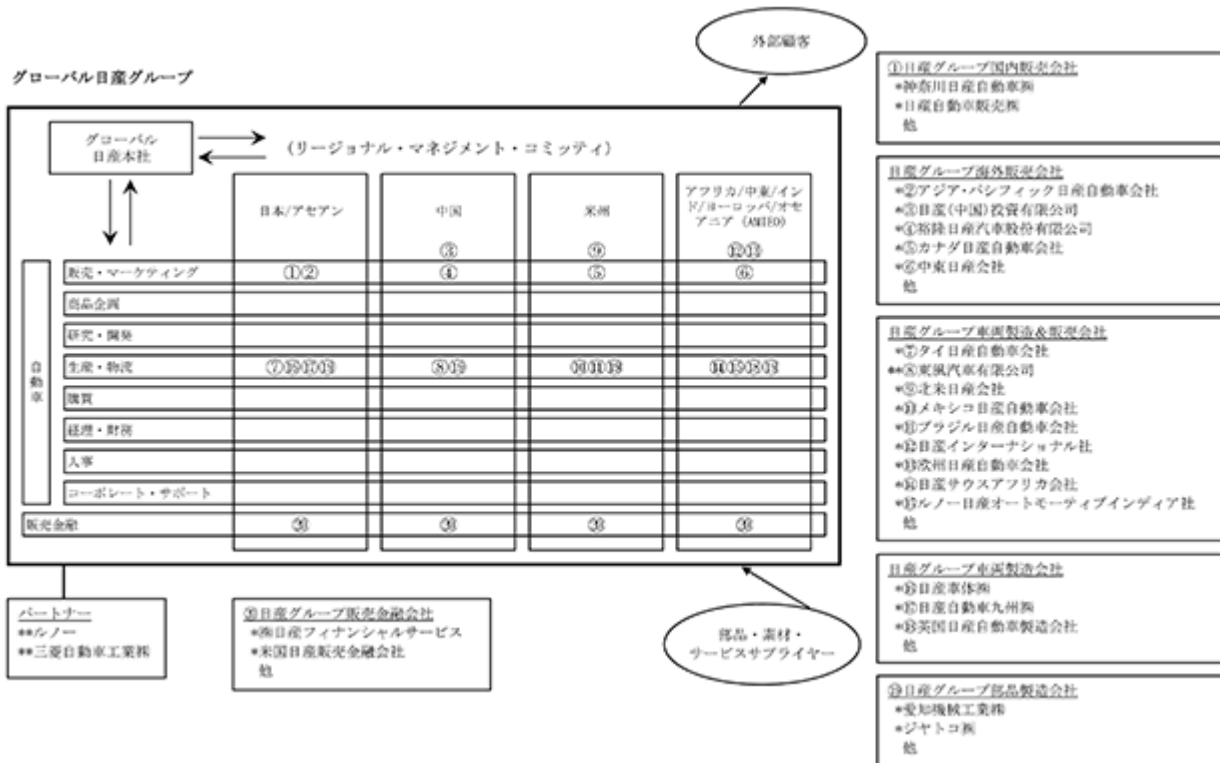 外部顧客
グローバル日産グループ
グローバル
日産本社
(リージョナル・マネジメント・コミッティ)
日本/アセアン
中国
米州
アフリカ/中東/イン
ド/ヨーロッパ/オセ
アニア (AMIEO)
③ ⑨ ⑫⑬
自動車
販売・マーケティング ①② ④ ⑤ ⑥
商品企画
研究・開発
生産・物流
購買
経理・財務
人事
コーポレート・サポート
販売金融
パートナー
**ルノー
**三菱自動車工業㈱
日産グループ販売金融会社
*㈱日産フィナンシャルサービス
*米国日産販売金融会社
他
部品・素材・
サービスサプライヤー
①日産グループ国内販売会社
*神奈川日産自動車㈱
*日産自動車販売㈱
他
日産グループ海外販売会社
*②アジア・パシフィック日産自動車会社
*③日産(中国)投資有限公司
*④裕隆日産汽車股份有限公司
*⑤カナダ日産自動車会社
*⑥中東日産会社
他
日産グループ車両製造&販売会社
*⑦タイ日産自動車会社
**⑧東風汽車有限公司
*⑨北米日産会社
*⑩メキシコ日産自動車会社
*⑪ブラジル日産自動車会社
*⑫日産インターナショナル社
*⑬欧州日産自動車会社
*⑭日産サウスアフリカ会社
*⑮ルノー日産オートモーティブインディア社
他
日産グループ車両製造会社
*⑯日産車体㈱
*⑰日産自動車九州㈱
*⑱英国日産自動車製造会社
他
⑲日産グループ部品製造会社
*愛知機械工業㈱
*ジヤトコ㈱
他